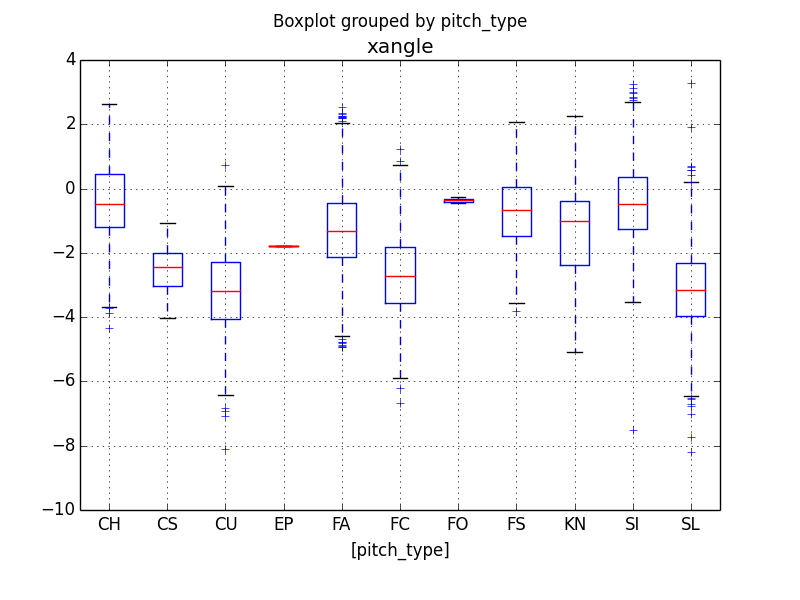 Boxplot grouped by pitch_type
xangle
4
2
0
−2
−4
−6
−8
−10
CH CS CU EP FA FC FO FS KN SI SL
[pitch_type]